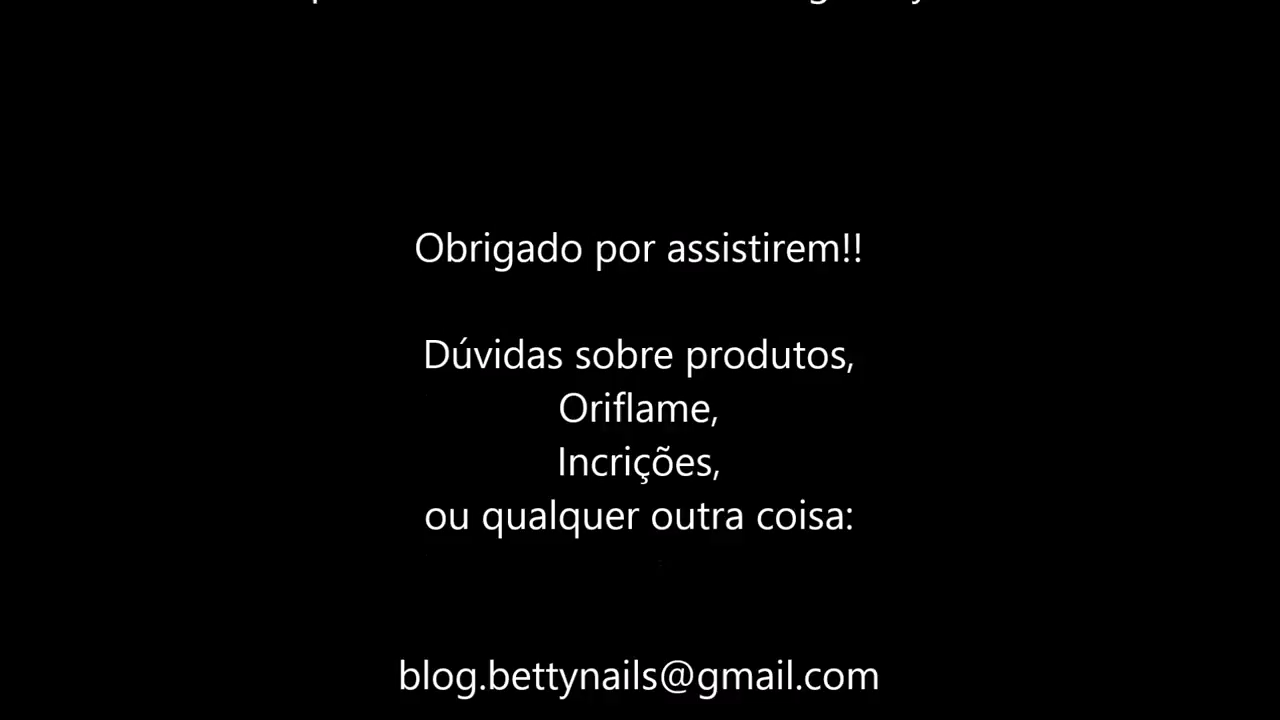 Obrigado por assistirem!!
Dúvidas sobre produtos,
Oriflame,
Incrições,
ou qualquer outra coisa:
blog.bettynails@gmail.com